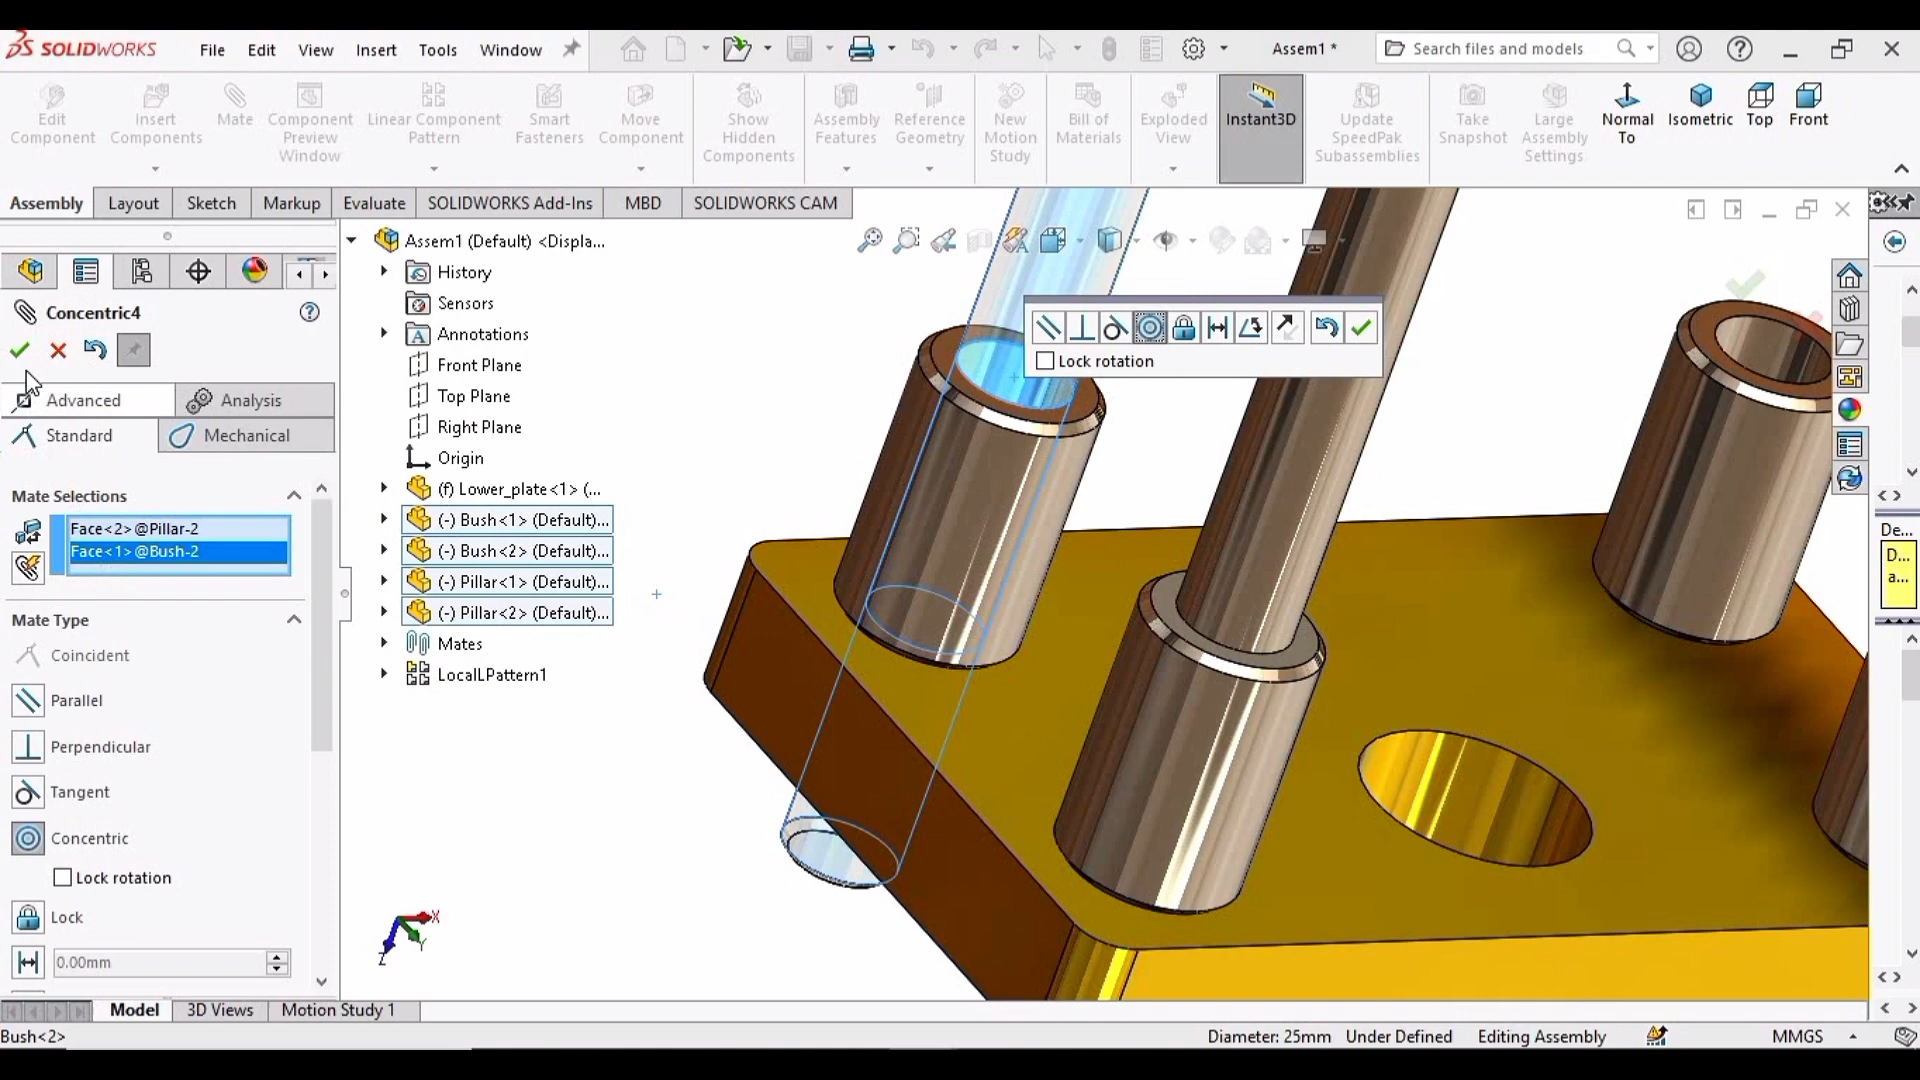 SOLIDWORKS File Edit View Insert Tools Window Assem1 * Search files and models
Edit Component
Insert Components
Mate
Component Preview Window
Linear Component Pattern
Smart Fasteners
Move Component
Show Hidden Components
Assembly Features
Reference Geometry
New Motion Study
Bill of Materials
Exploded View
Instant3D
Update SpeedPak Subassemblies
Take Snapshot
Large Assembly Settings
Normal To
Isometric
Top
Front
Assembly Layout Sketch Markup Evaluate SOLIDWORKS Add-Ins MBD SOLIDWORKS CAM
Concentric4
Advanced Analysis
Standard Mechanical
Mate Selections
Face<2>@Pillar-2
Face<1>@Bush-2
Mate Type
Coincident
Parallel
Perpendicular
Tangent
Concentric
Lock rotation
Lock
0.00mm
Assem1 (Default) <Displa...
History
Sensors
Annotations
Front Plane
Top Plane
Right Plane
Origin
(f) Lower_plate<1> (...
(-) Bush<1> (Default)...
(-) Bush<2> (Default)...
(-) Pillar<1> (Default)...
(-) Pillar<2> (Default)...
Mates
LocalLPattern1
Lock rotation
X
Y
Z
De...
D...
a...
Model 3D Views Motion Study 1
Bush<2> Diameter: 25mm Under Defined Editing Assembly MMGS